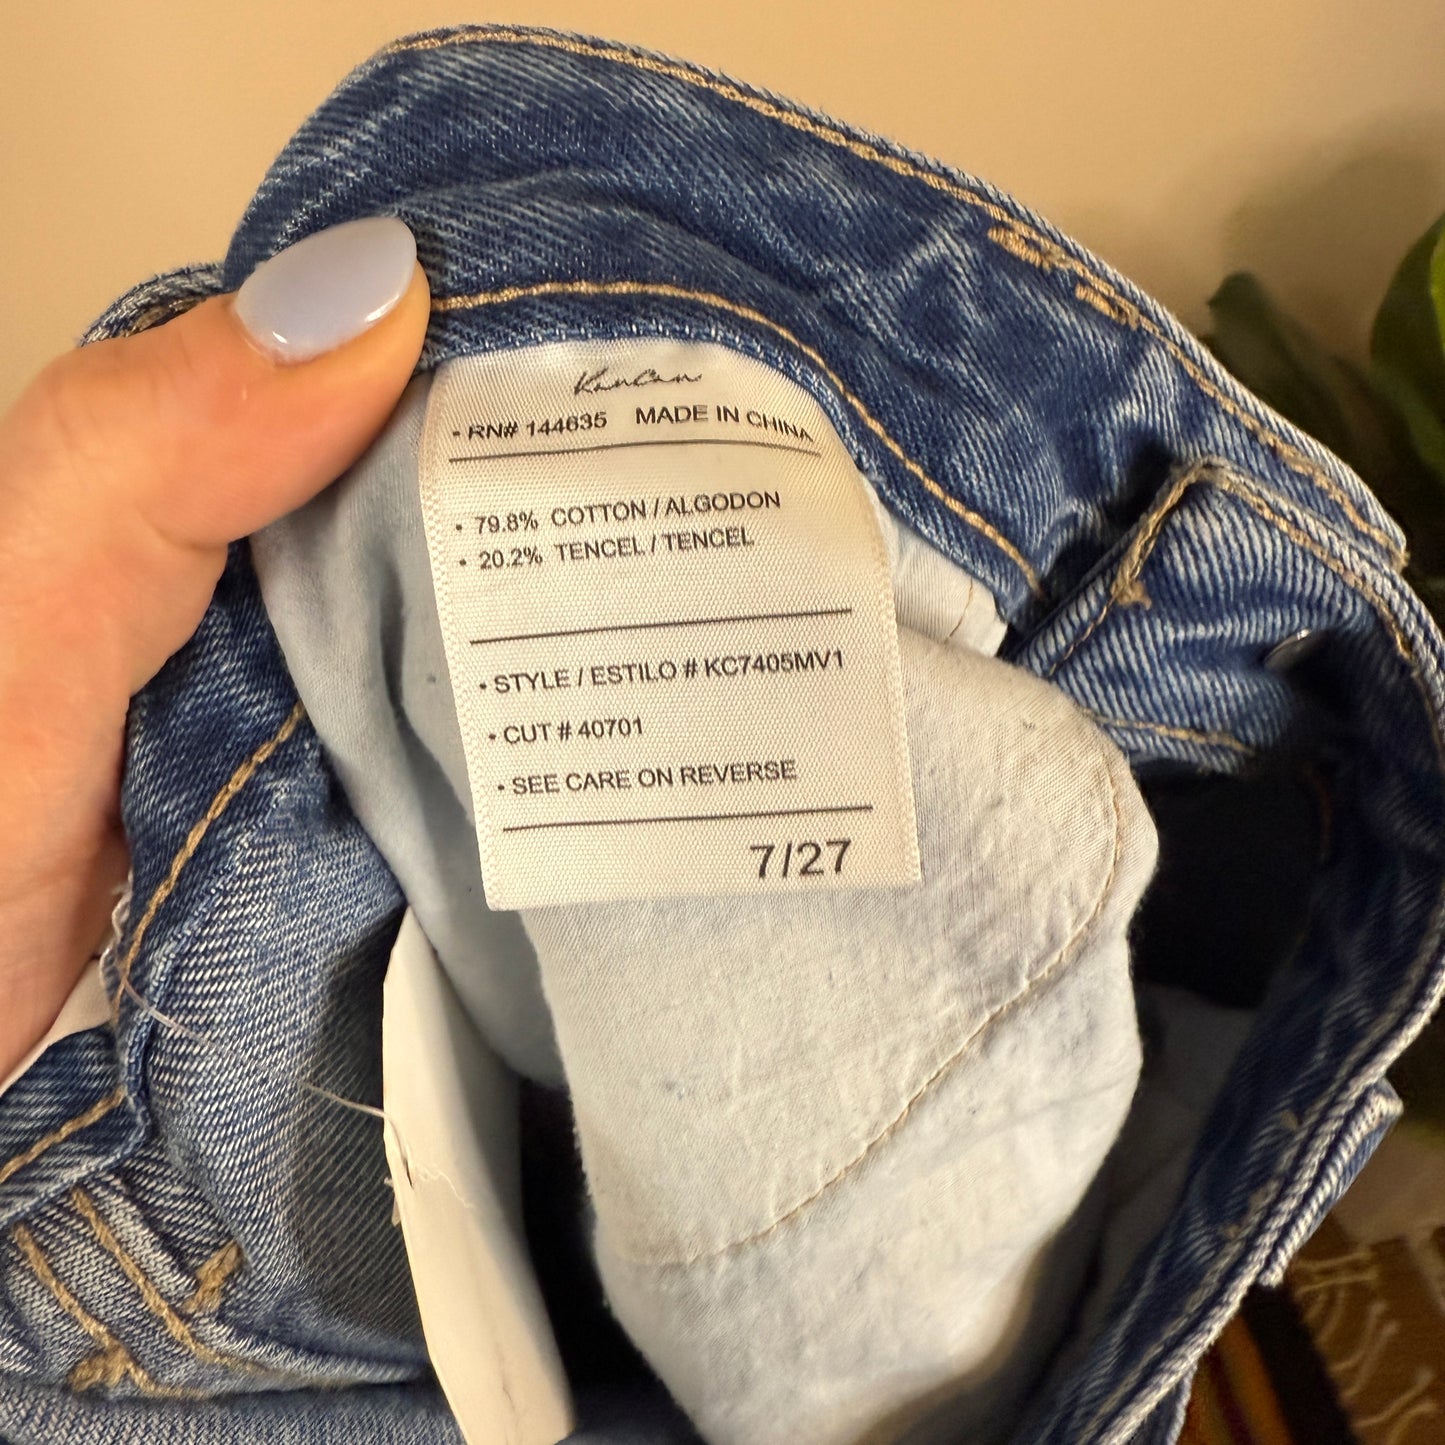 KanCan
• RN# 144635 MADE IN CHINA
• 79.8% COTTON / ALGODON
• 20.2% TENCEL / TENCEL
• STYLE / ESTILO # KC7405MV1
• CUT # 40701
• SEE CARE ON REVERSE
7/27